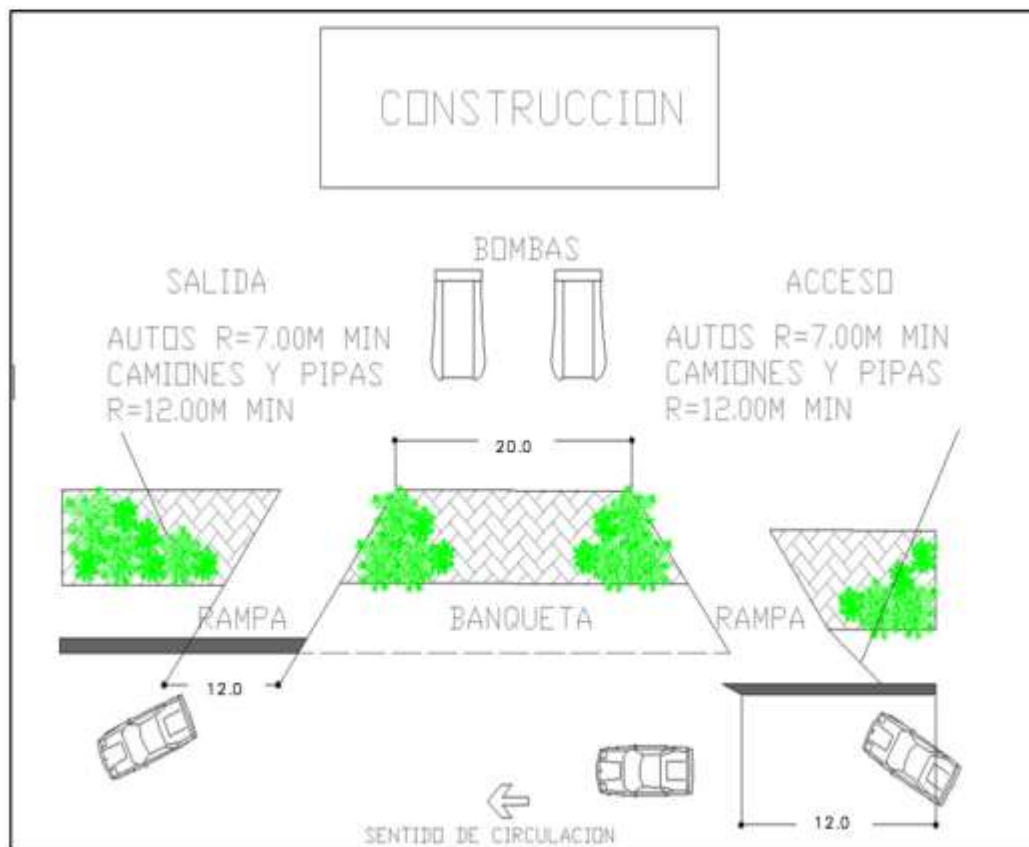 CONSTRUCCION
BOMBAS
SALIDA
AUTOS R=7.00M MIN
CAMIONES Y PIPAS
R=12.00M MIN
ACCESO
AUTOS R=7.00M MIN
CAMIONES Y PIPAS
R=12.00M MIN
20.0
RAMPA
BANQUETA
RAMPA
12.0
12.0
SENTIDO DE CIRCULACION